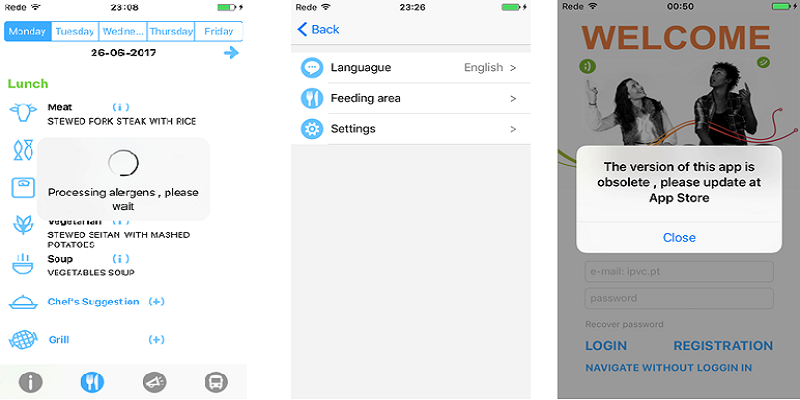 Rede 23:08
Monday Tuesday Wedne... Thursday Friday
26-06-2017
Lunch
Meat (i)
STEWED PORK STEAK WITH RICE
Processing alergens , please
wait
Vegetarian (i)
STEWED SEITAN WITH MASHED
POTATOES
Soup (i)
VEGETABLES SOUP
Chef's Suggestion (+)
Grill (+)
Rede 23:26
Back
Languague English >
Feeding area >
Settings >
Rede 00:50
WELCOME
The version of this app is
obsolete , please update at
App Store
Close
e-mail: ipvc.pt
password
Recover password
LOGIN REGISTRATION
NAVIGATE WITHOUT LOGGIN IN